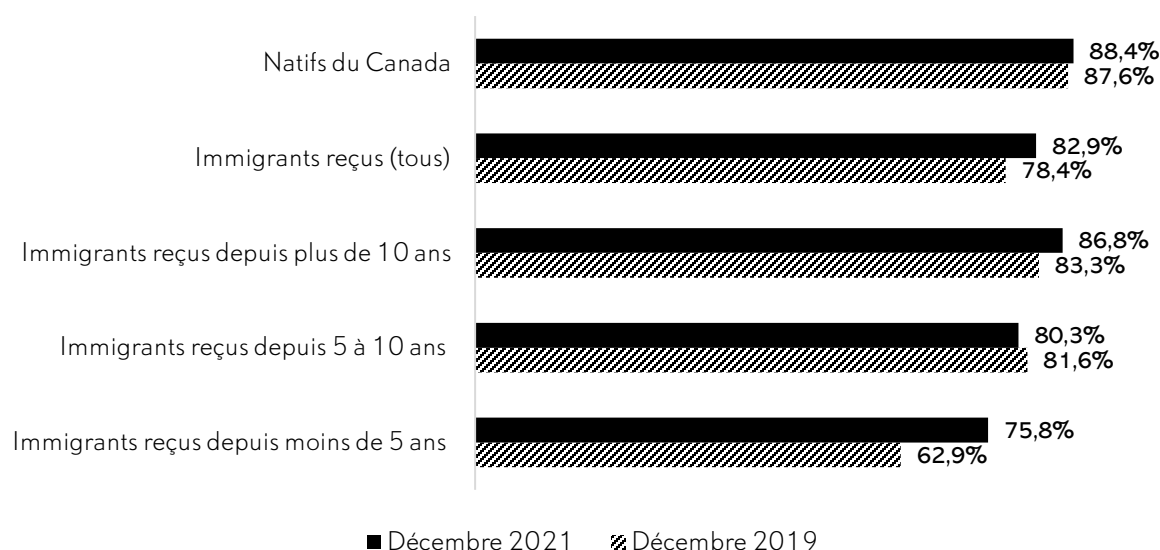 Natifs du Canada
88,4%
87,6%
Immigrants reçus (tous)
82,9%
78,4%
Immigrants reçus depuis plus de 10 ans
86,8%
83,3%
Immigrants reçus depuis 5 à 10 ans
80,3%
81,6%
Immigrants reçus depuis moins de 5 ans
75,8%
62,9%
Décembre 2021 Décembre 2019